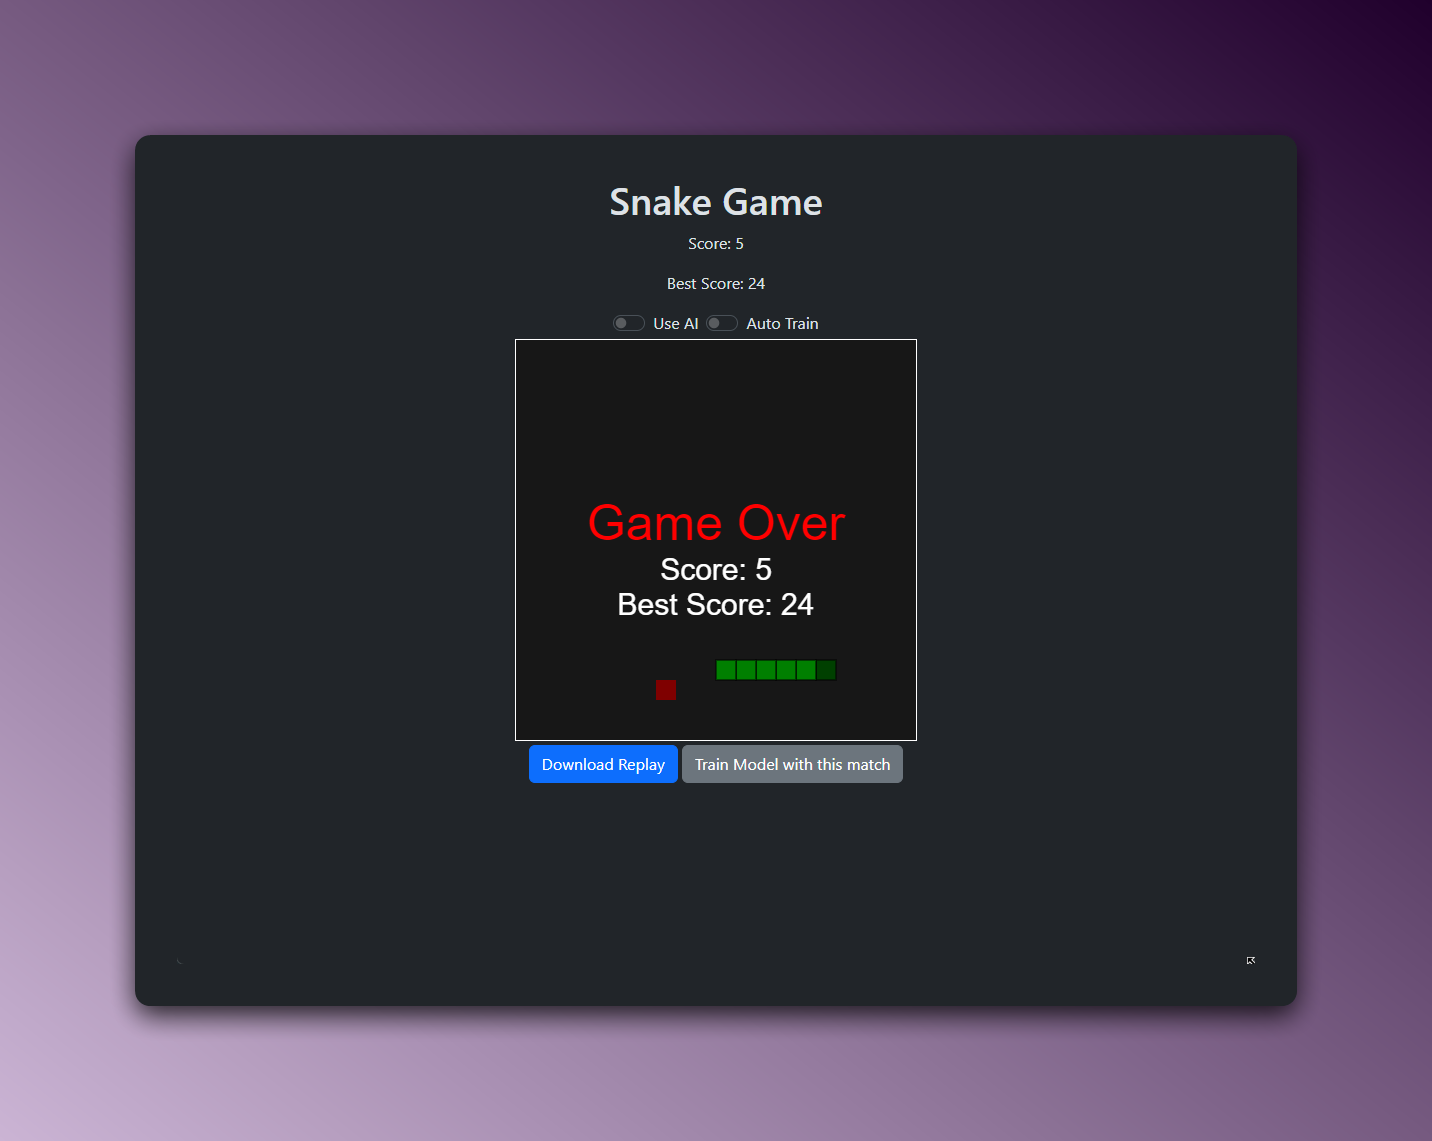 Snake Game
Score: 5
Best Score: 24
Use AI Auto Train
Game Over
Score: 5
Best Score: 24
Download Replay Train Model with this match